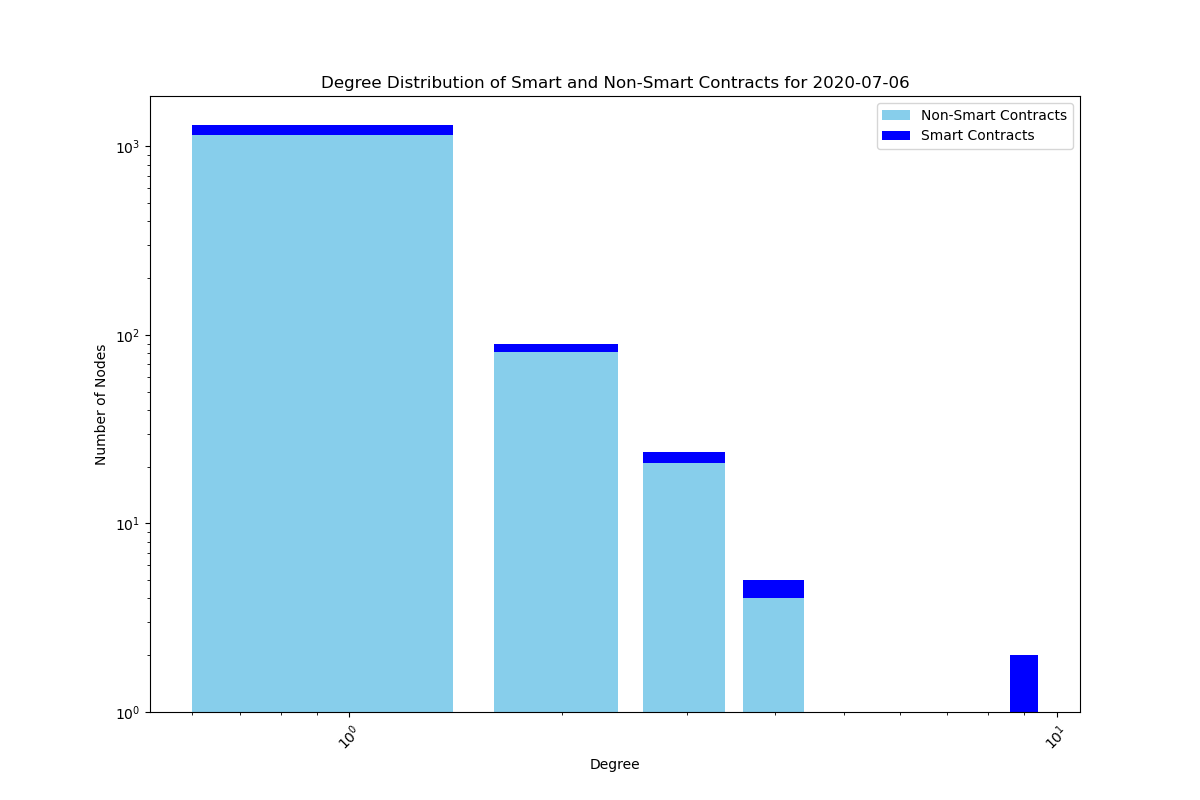 Degree Distribution of Smart and Non-Smart Contracts for 2020-07-06
Non-Smart Contracts
Smart Contracts
Number of Nodes
10³
10²
10¹
10⁰
10⁰
10¹
Degree